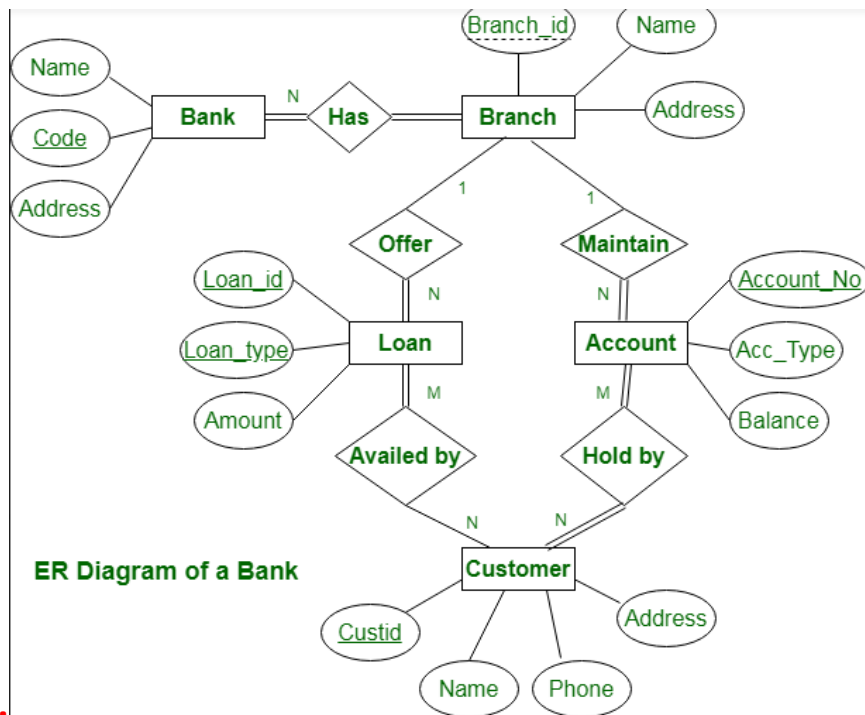 Branch_id
Name
Name
Bank
N
Has
Branch
Address
Code
Address
1
1
Offer
Maintain
Loan_id
N
N
Account_No
Loan_type
Loan
Account
Acc_Type
M
M
Amount
Balance
Availed by
Hold by
N
N
ER Diagram of a Bank
Customer
Custid
Address
Name
Phone